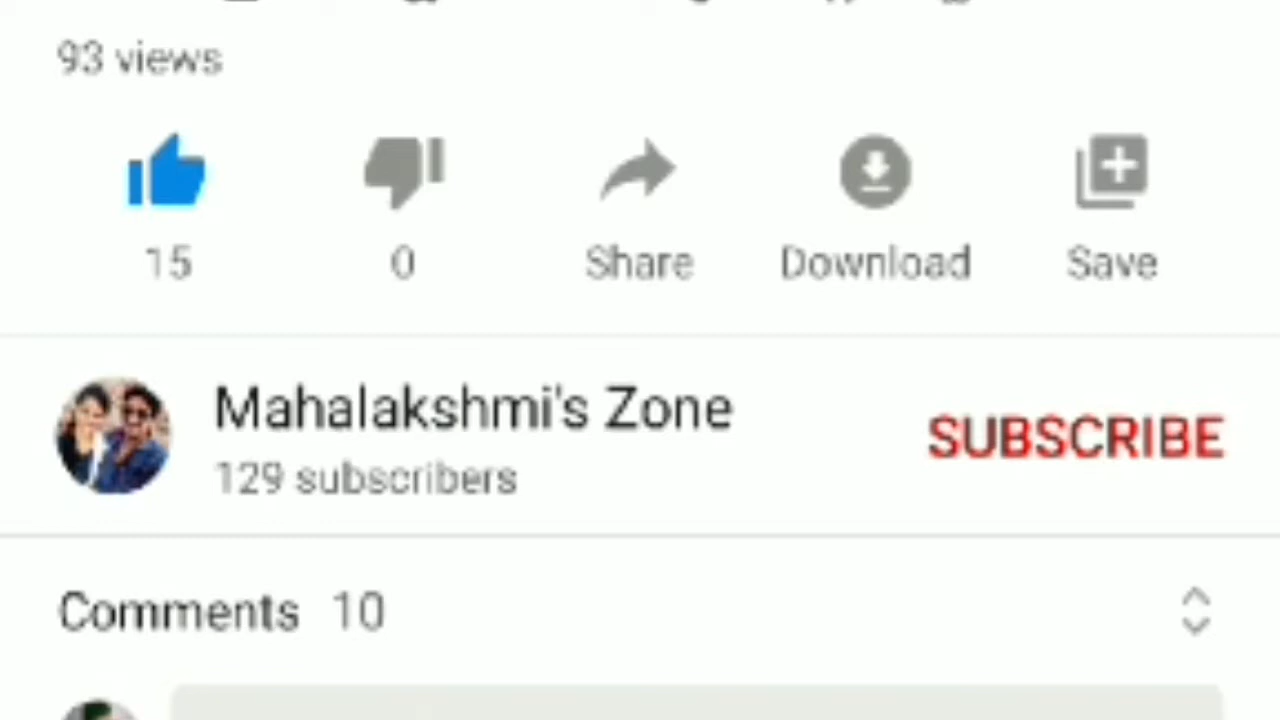 93 views
15 0 Share Download Save
Mahalakshmi's Zone
129 subscribers
SUBSCRIBE
Comments 10